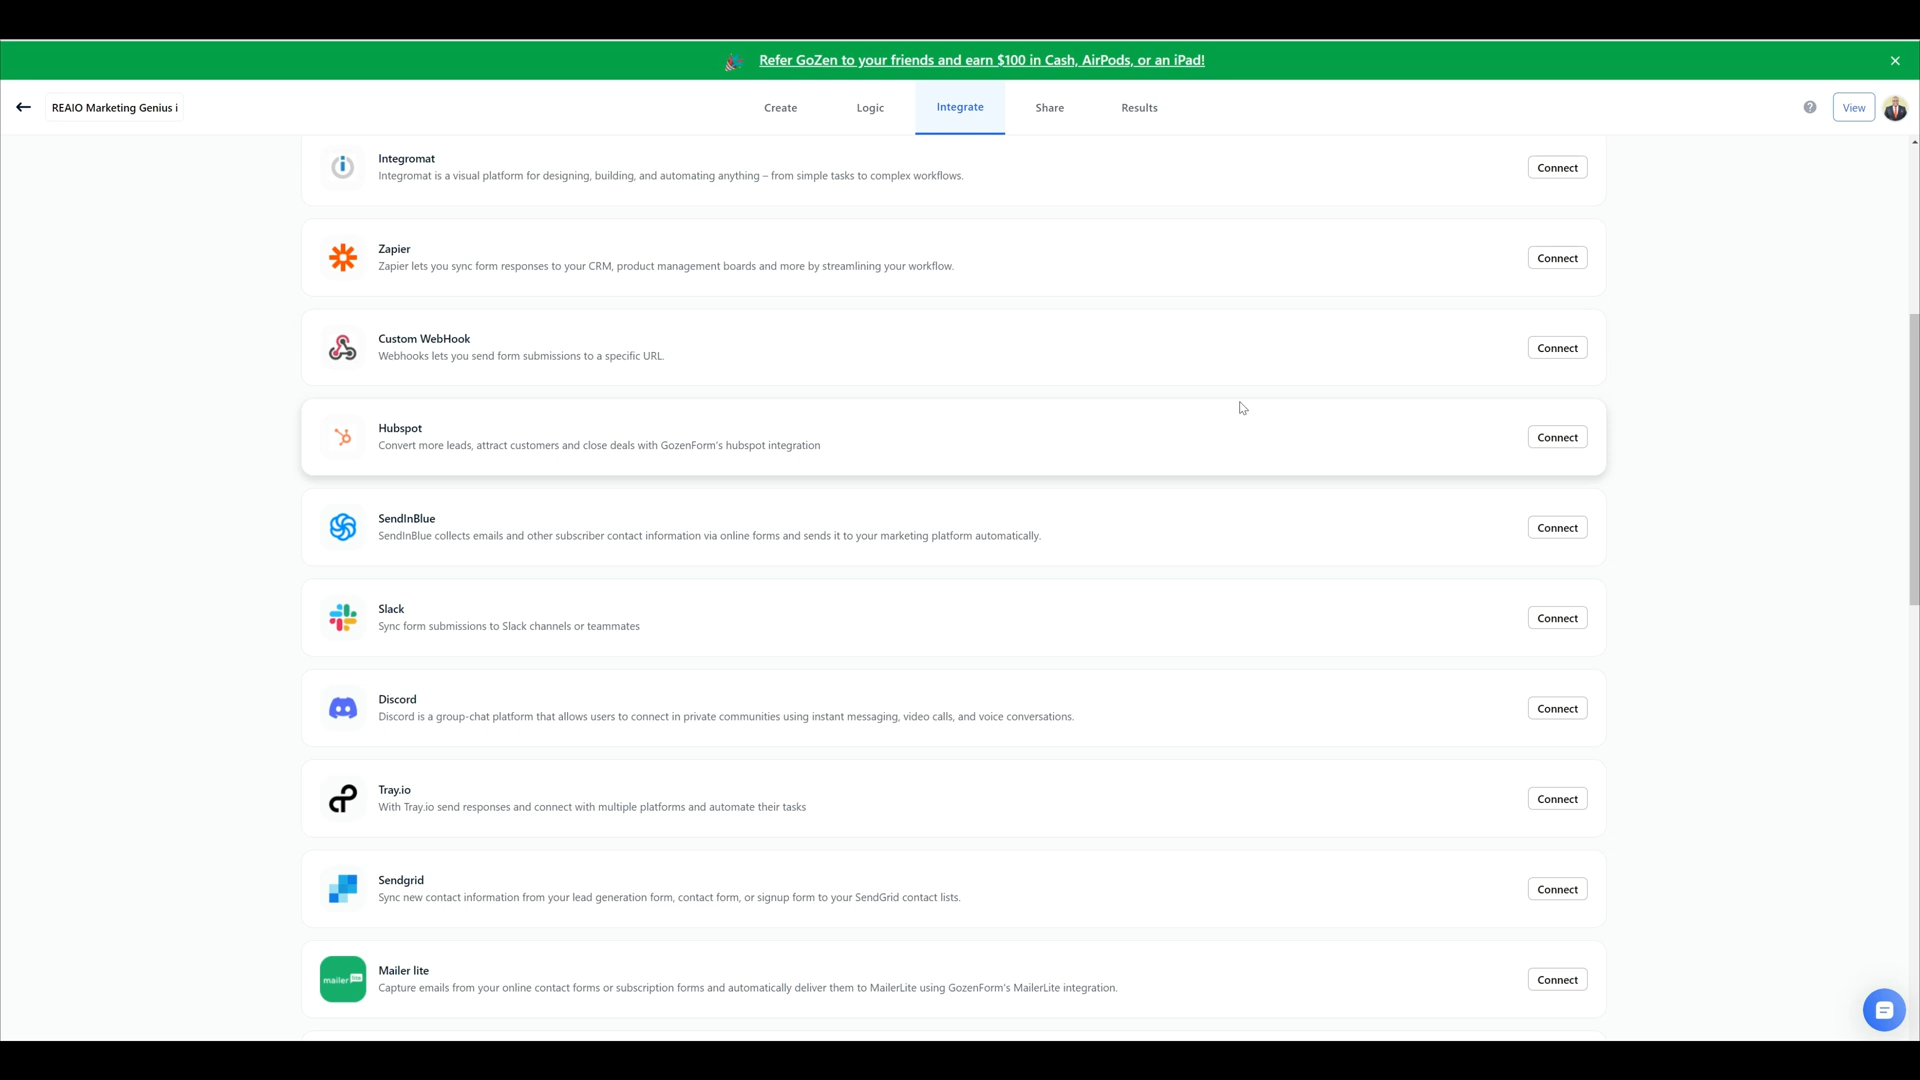 Refer GoZen to your friends and earn $100 in Cash, AirPods, or an iPad!
REAIO Marketing Genius i
Create
Logic
Integrate
Share
Results
View
Integromat
Integromat is a visual platform for designing, building, and automating anything – from simple tasks to complex workflows.
Connect
Zapier
Zapier lets you sync form responses to your CRM, product management boards and more by streamlining your workflow.
Connect
Custom WebHook
Webhooks lets you send form submissions to a specific URL.
Connect
Hubspot
Convert more leads, attract customers and close deals with GozenForm's hubspot integration
Connect
SendInBlue
SendInBlue collects emails and other subscriber contact information via online forms and sends it to your marketing platform automatically.
Connect
Slack
Sync form submissions to Slack channels or teammates
Connect
Discord
Discord is a group-chat platform that allows users to connect in private communities using instant messaging, video calls, and voice conversations.
Connect
Tray.io
With Tray.io send responses and connect with multiple platforms and automate their tasks
Connect
Sendgrid
Sync new contact information from your lead generation form, contact form, or signup form to your SendGrid contact lists.
Connect
mailer lite
Mailer lite
Capture emails from your online contact forms or subscription forms and automatically deliver them to MailerLite using GozenForm's MailerLite integration.
Connect